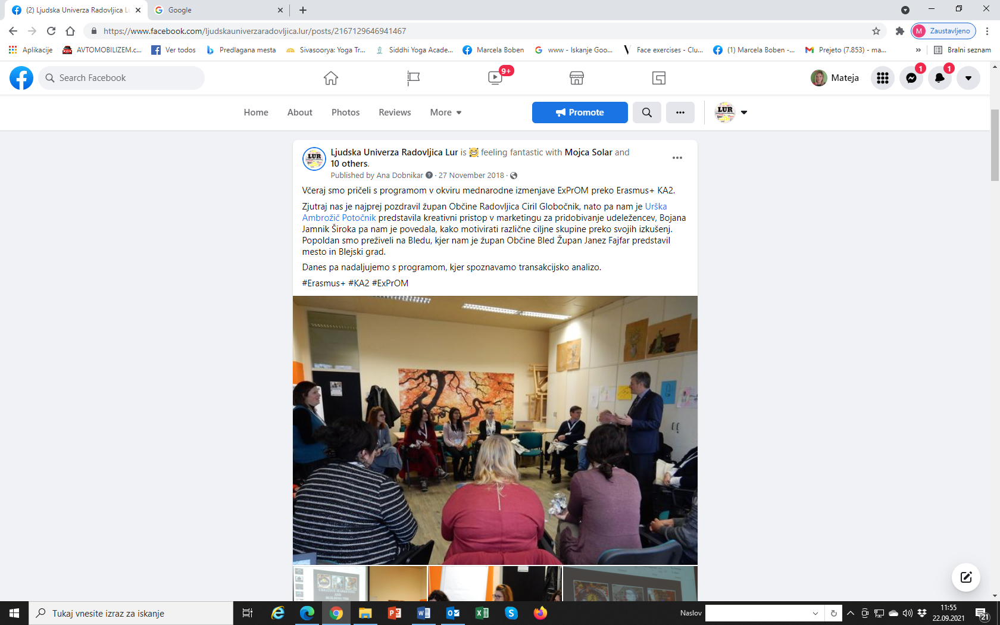 (2) Ljudska Univerza Radovljica Lu
Google
https://www.facebook.com/ljudskauniverzaradovljica.lur/posts/2167129646941467
M Zaustavljeno
Aplikacije AVTOMOBILIZEM.c... Ver todos Predlagana mesta Sivasoorya: Yoga Tr... Siddhi Yoga Acade... Marcela Boben www - Iskanje Goo... Face exercises - Clu... (1) Marcela Boben -... Prejeto (7.853) - ma... » Bralni seznam
Search Facebook
9+
Mateja
1
1
Home About Photos Reviews More
Promote
LUR
Ljudska Univerza Radovljica Lur is 😅 feeling fantastic with Mojca Solar and
10 others.
Published by Ana Dobnikar · 27 November 2018 ·
Včeraj smo pričeli s programom v okviru mednarodne izmenjave ExPrOM preko Erasmus+ KA2.
Zjutraj nas je najprej pozdravil župan Občine Radovljica Ciril Globočnik, nato pa nam je Urška
Ambrožič Potočnik predstavila kreativni pristop v marketingu za pridobivanje udeležencev, Bojana
Jamnik Široka pa nam je povedala, kako motivirati različne ciljne skupine preko svojih izkušenj.
Popoldan smo preživeli na Bledu, kjer nam je župan Občine Bled Župan Janez Fajfar predstavil
mesto in Blejski grad.
Danes pa nadaljujemo s programom, kjer spoznavamo transakcijsko analizo.
#Erasmus+ #KA2 #ExPrOM
CREATIVE MARKETING
AND
BUILDING THE
Tukaj vnesite izraz za iskanje
Naslov
11:55
22.09.2021
21